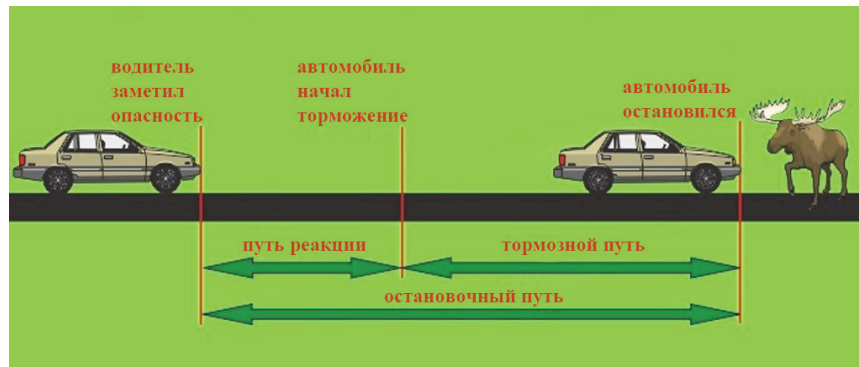 водитель
заметил
опасность
автомобиль
начал
торможение
автомобиль
остановился
путь реакции
тормозной путь
остановочный путь